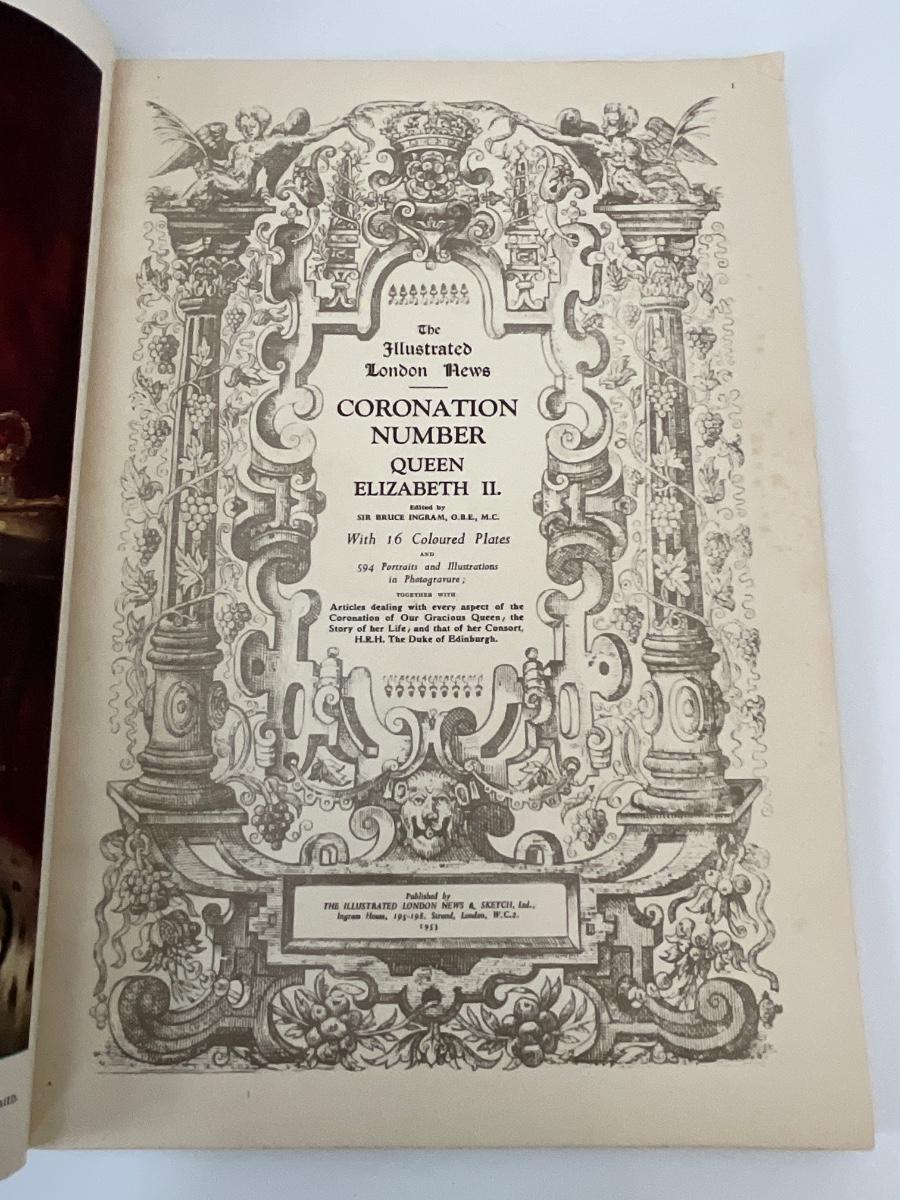 1
The
Illustrated
London News
CORONATION
NUMBER
QUEEN
ELIZABETH II.
Edited by
SIR BRUCE INGRAM, O.B.E., M.C.
With 16 Coloured Plates
AND
594 Portraits and Illustrations
in Photogravure;
TOGETHER WITH
Articles dealing with every aspect of the
Coronation of Our Gracious Queen, the
Story of her Life, and that of her Consort,
H.R.H. The Duke of Edinburgh.
Published by
THE ILLUSTRATED LONDON NEWS & SKETCH, Ltd.,
Ingram House, 195-198, Strand, London, W.C.2.
1953